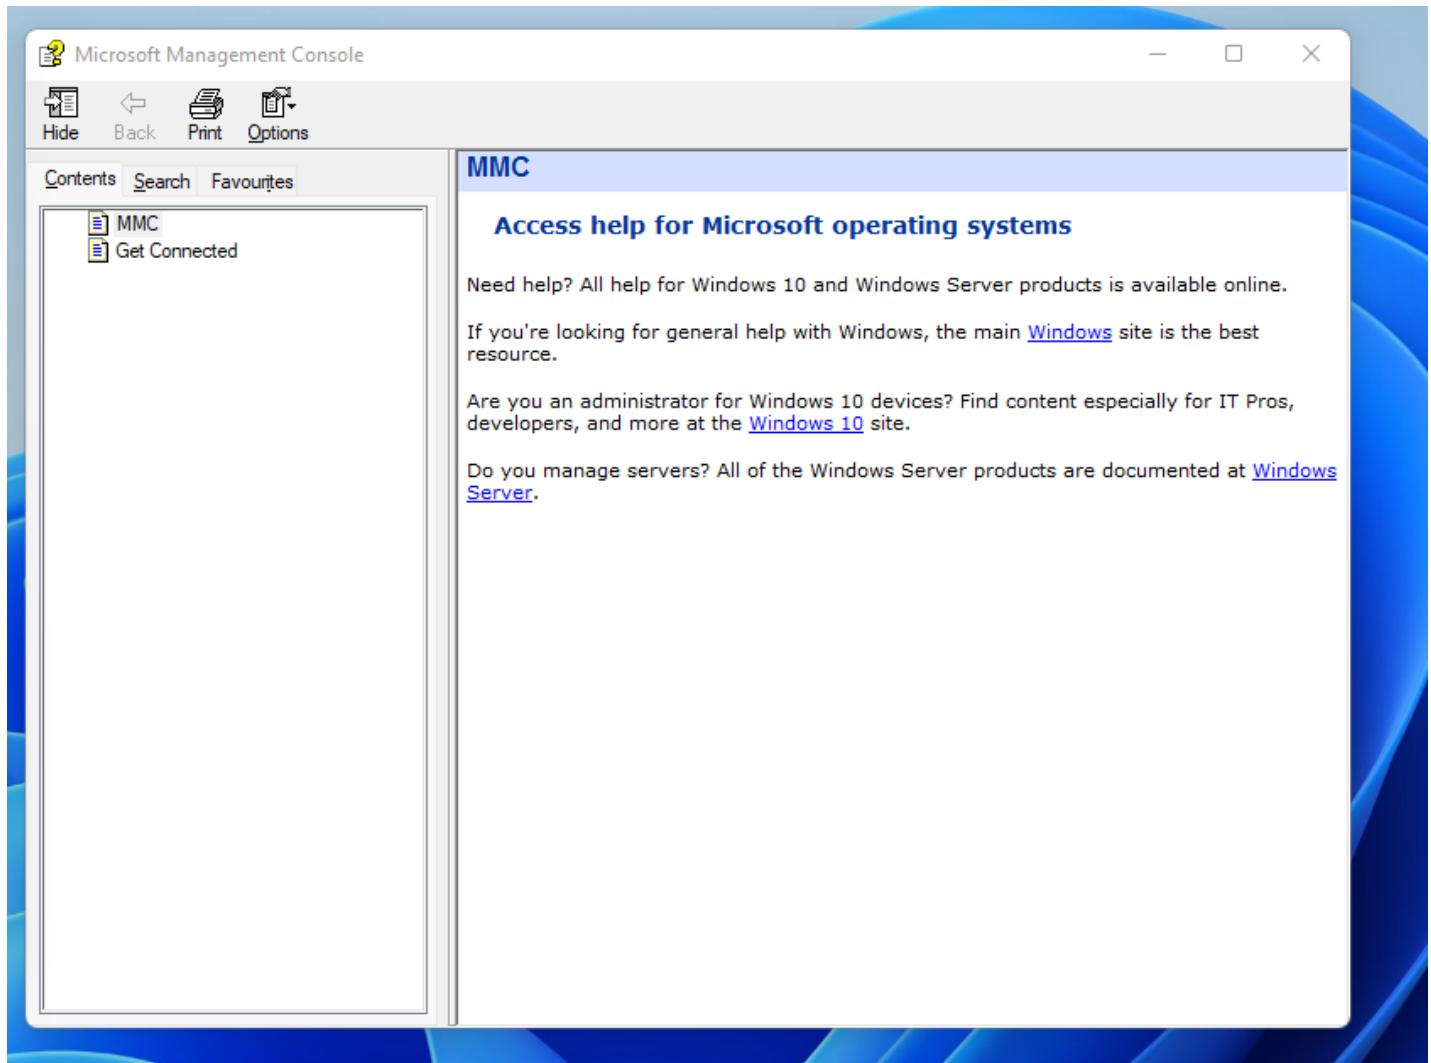 Microsoft Management Console
Hide Back Print Options
Contents Search Favourites
MMC
Get Connected
MMC
Access help for Microsoft operating systems
Need help? All help for Windows 10 and Windows Server products is available online.
If you're looking for general help with Windows, the main Windows site is the best
resource.
Are you an administrator for Windows 10 devices? Find content especially for IT Pros,
developers, and more at the Windows 10 site.
Do you manage servers? All of the Windows Server products are documented at Windows
Server.